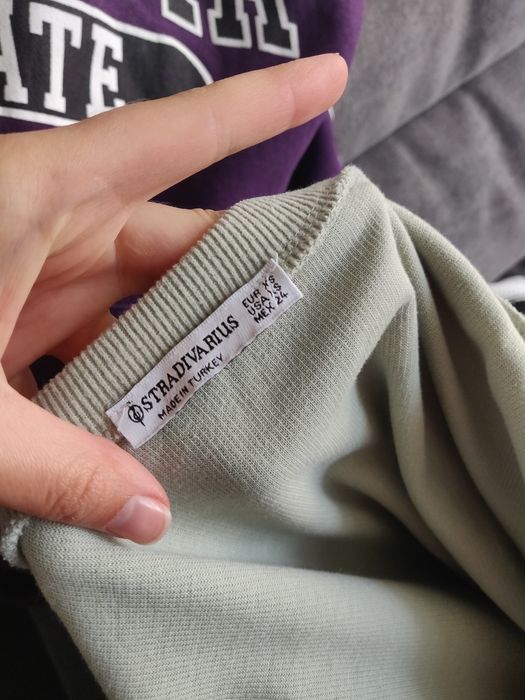 ATE
STRADIVARIUS
MADE IN TURKEY
EUR XS
USA XS
MEX 24